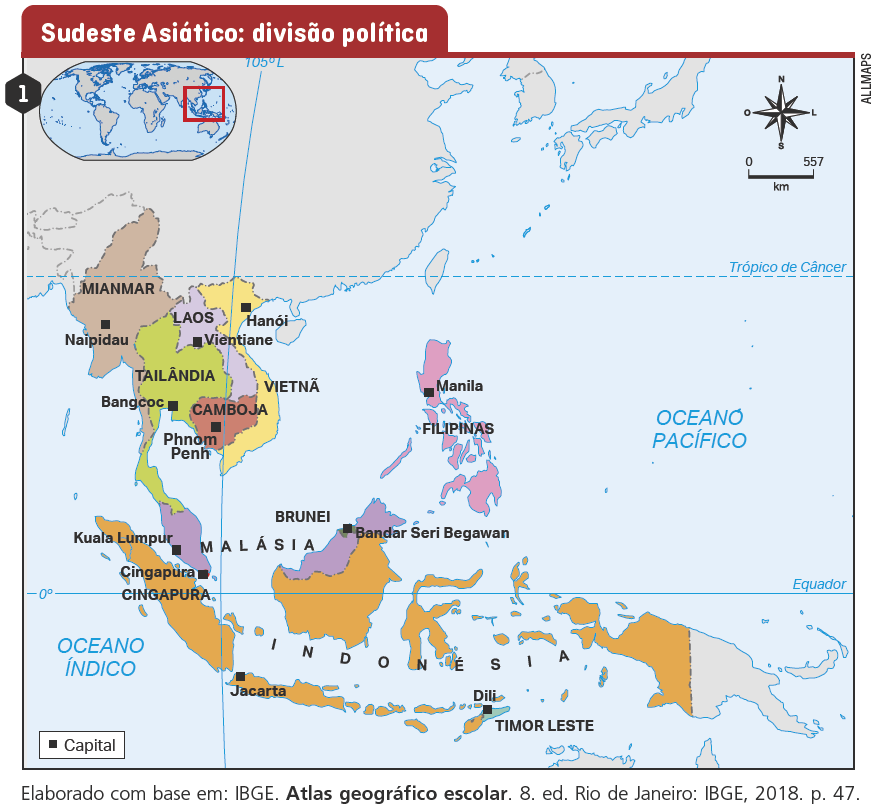 Sudeste Asiático: divisão política
1
105° L
ALLMAPS
N
O
L
S
0 557
km
Trópico de Câncer
MIANMAR
Naipidau
LAOS
Hanói
Vientiane
TAILÂNDIA
VIETNÃ
Bangcoc
CAMBOJA
Phnom
Penh
Manila
FILIPINAS
OCEANO
PACÍFICO
BRUNEI
Bandar Seri Begawan
Kuala Lumpur
MALÁSIA
Cingapura
CINGAPURA
Equador
0°
OCEANO
ÍNDICO
INDONÉSIA
Jacarta
Dili
TIMOR LESTE
Capital
Elaborado com base em: IBGE. Atlas geográfico escolar. 8. ed. Rio de Janeiro: IBGE, 2018. p. 47.